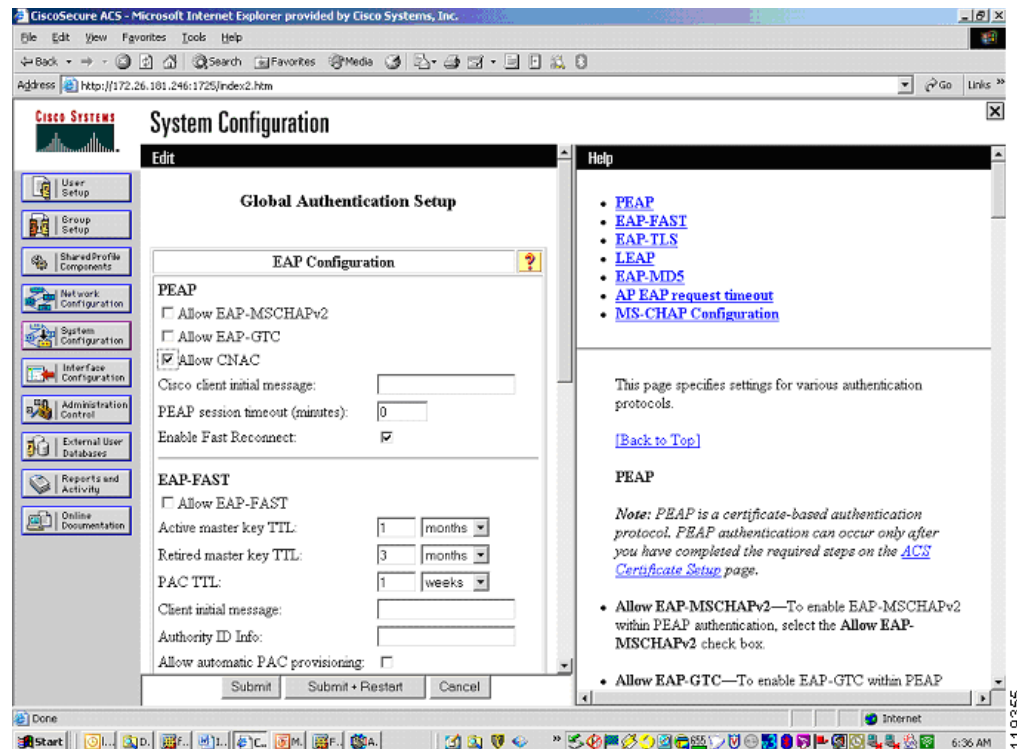 CiscoSecure ACS - Microsoft Internet Explorer provided by Cisco Systems, Inc.
File Edit View Favorites Tools Help
Back Search Favorites Media
Address http://172.26.181.246:1725/index2.htm Go Links »
CISCO SYSTEMS
System Configuration
User Setup
Group Setup
Shared Profile Components
Network Configuration
System Configuration
Interface Configuration
Administration Control
External User Databases
Reports and Activity
Online Documentation
Edit
Global Authentication Setup
EAP Configuration ?
PEAP
Allow EAP-MSCHAPv2
Allow EAP-GTC
Allow CNAC
Cisco client initial message:
PEAP session timeout (minutes): 0
Enable Fast Reconnect:
EAP-FAST
Allow EAP-FAST
Active master key TTL: 1 months
Retired master key TTL: 3 months
PAC TTL: 1 weeks
Client initial message:
Authority ID Info:
Allow automatic PAC provisioning:
Submit Submit + Restart Cancel
Help
• PEAP
• EAP-FAST
• EAP-TLS
• LEAP
• EAP-MD5
• AP EAP request timeout
• MS-CHAP Configuration
This page specifies settings for various authentication
protocols.
[Back to Top]
PEAP
Note: PEAP is a certificate-based authentication
protocol. PEAP authentication can occur only after
you have completed the required steps on the ACS
Certificate Setup page.
• Allow EAP-MSCHAPv2—To enable EAP-MSCHAPv2
within PEAP authentication, select the Allow EAP-
MSCHAPv2 check box.
• Allow EAP-GTC—To enable EAP-GTC within PEAP
Done Internet
Start I... D. F.. 1.. C.. M. F.. A. » 6:36 AM
119355